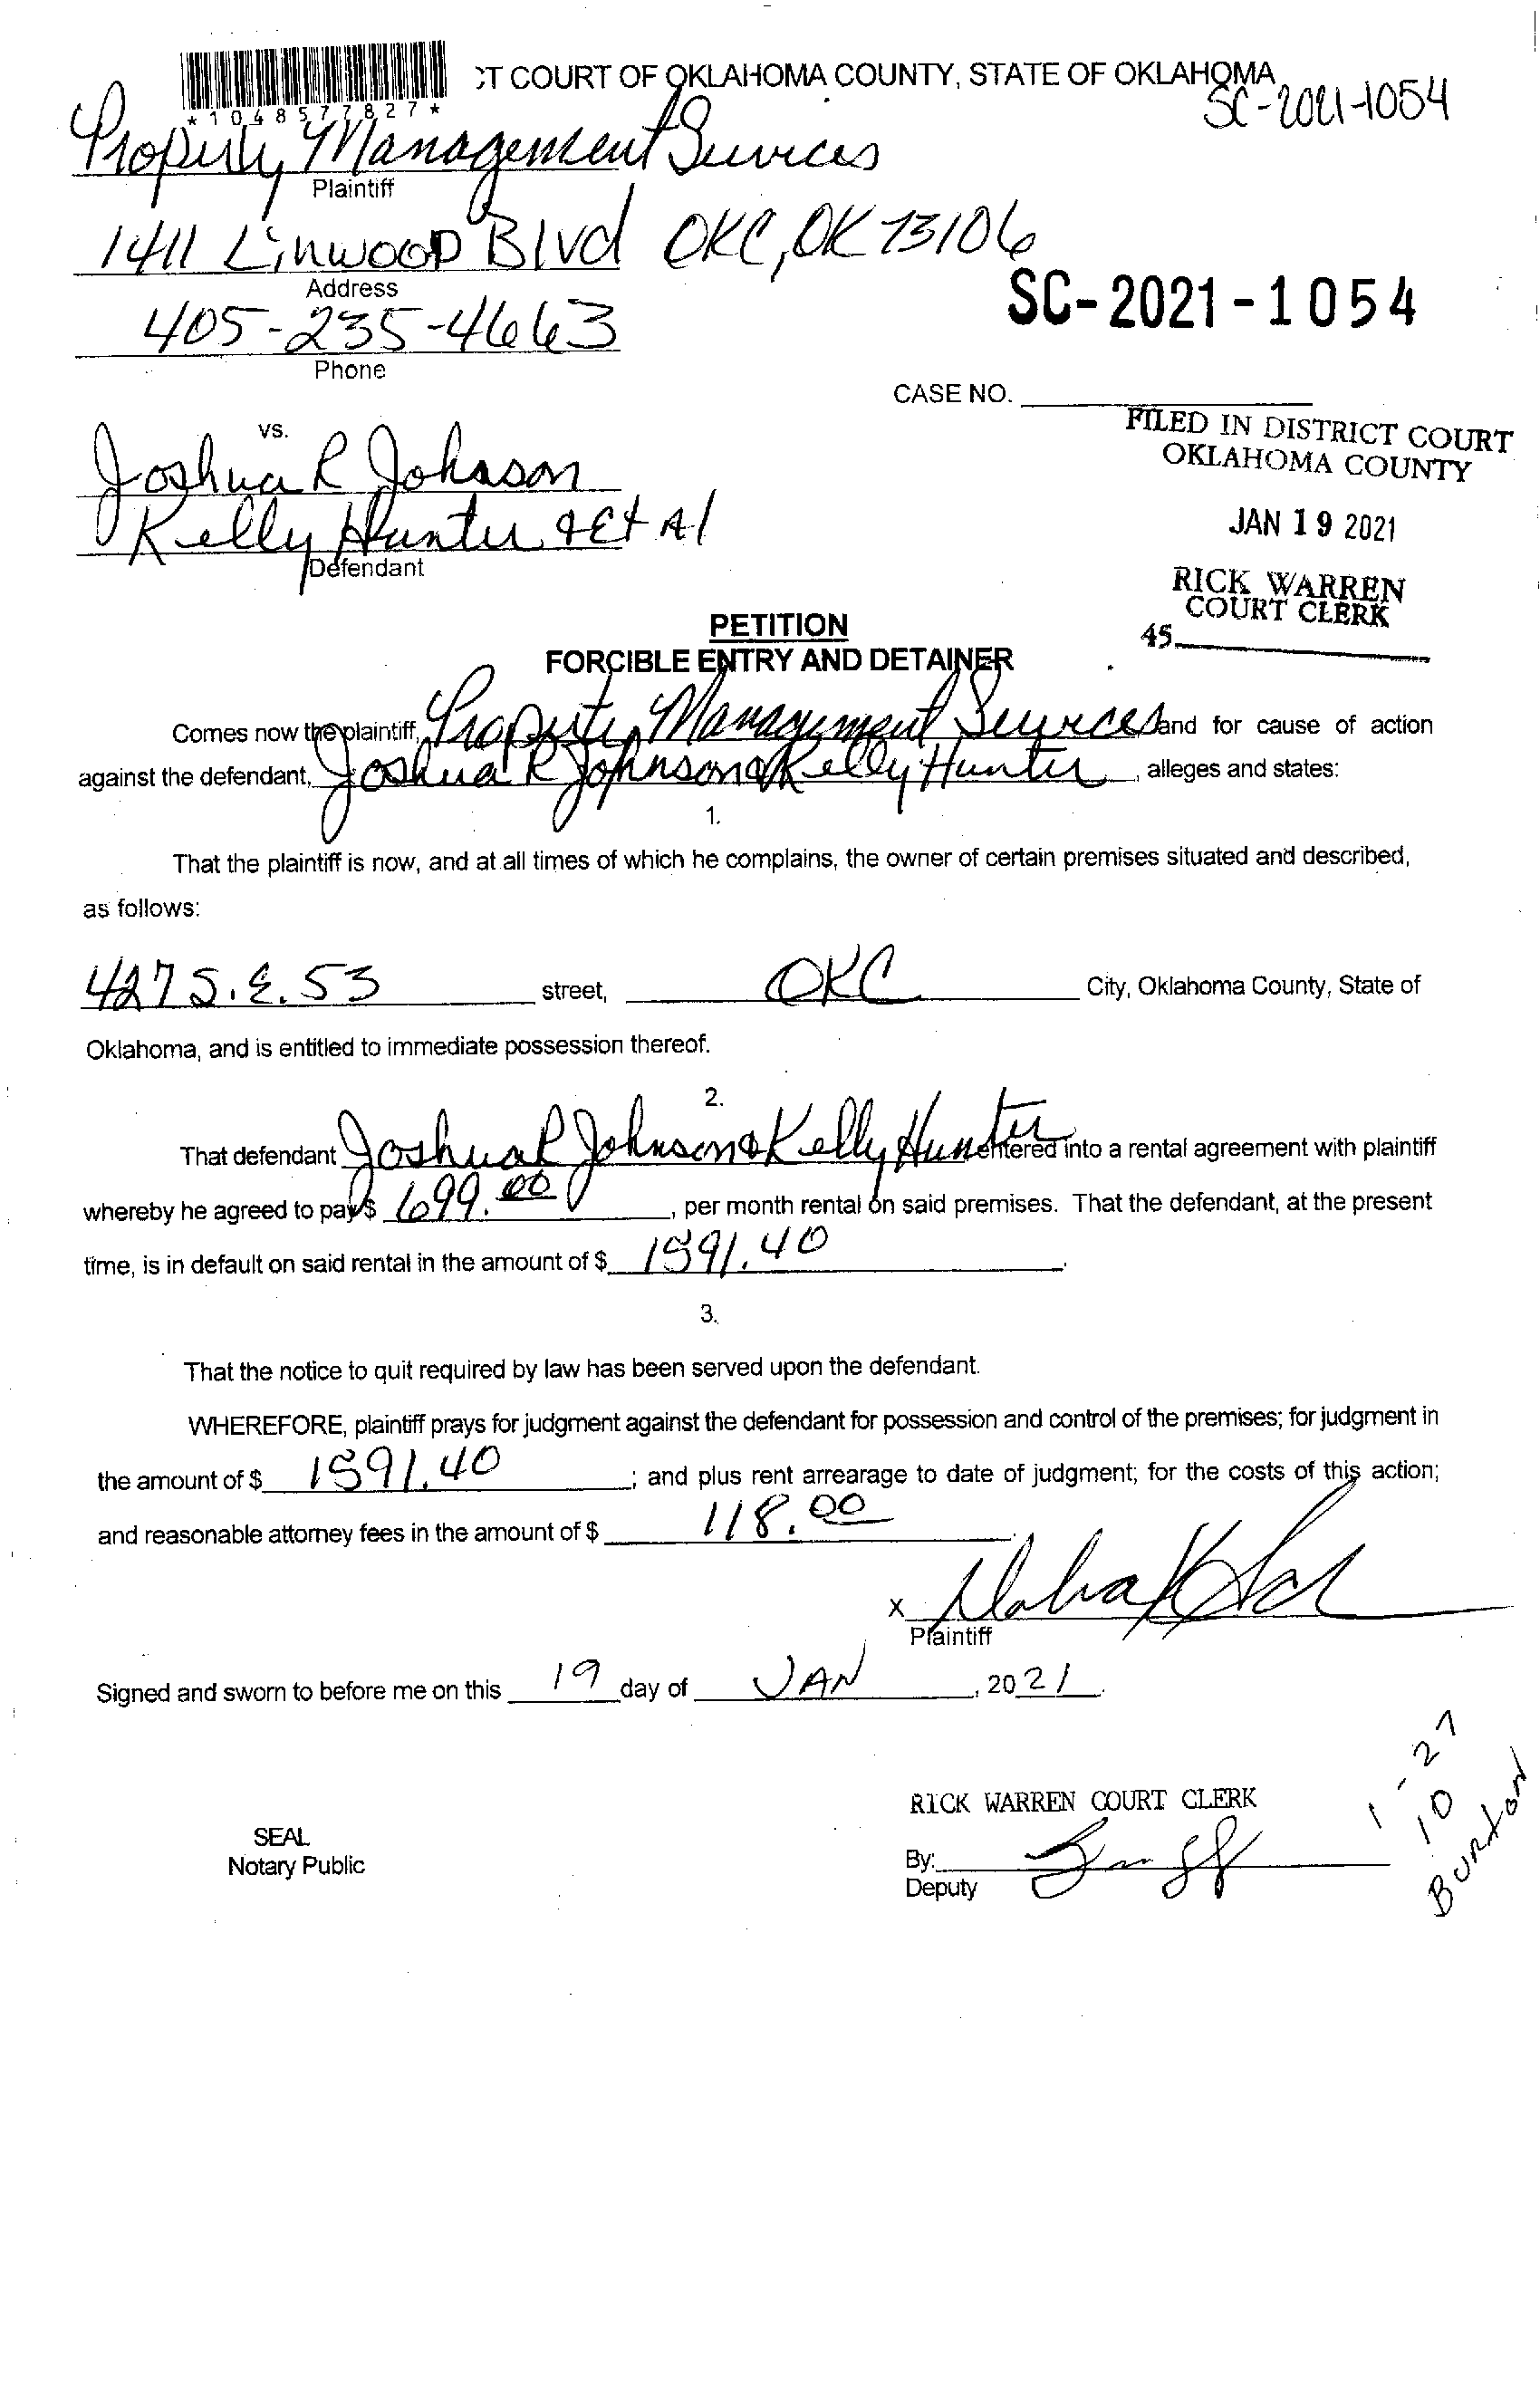 *1048577827*
T COURT OF OKLAHOMA COUNTY, STATE OF OKLAHOMA
SC-2021-1054
Property Management Services
Plaintiff
1411 Linwood Blvd OKC, OK 73106
Address
SC-2021-1054
405-235-4663
Phone
CASE NO.
FILED IN DISTRICT COURT
OKLAHOMA COUNTY
vs.
Joshua R Johnson
Kelly Hunter & Et Al
Defendant
JAN 19 2021
RICK WARREN
COURT CLERK
45
PETITION
FORCIBLE ENTRY AND DETAINER
Comes now the plaintiff, Property Management Services and for cause of action
against the defendant, Joshua R Johnson & Kelly Hunter, alleges and states:
1.
That the plaintiff is now, and at all times of which he complains, the owner of certain premises situated and described,
as follows:
427 S.E. 53 street, OKC City, Oklahoma County, State of
Oklahoma, and is entitled to immediate possession thereof.
2.
That defendant Joshua R Johnson & Kelly Hunter entered into a rental agreement with plaintiff
whereby he agreed to pay $ 699.00, per month rental on said premises. That the defendant, at the present
time, is in default on said rental in the amount of $ 1591.40.
3.
That the notice to quit required by law has been served upon the defendant.
WHEREFORE, plaintiff prays for judgment against the defendant for possession and control of the premises; for judgment in
the amount of $ 1591.40; and plus rent arrearage to date of judgment; for the costs of this action;
and reasonable attorney fees in the amount of $ 118.00.
x
Plaintiff
Signed and sworn to before me on this 19 day of JAN, 2021.
RICK WARREN COURT CLERK
SEAL
Notary Public
By:
Deputy
1-27
10
Burton